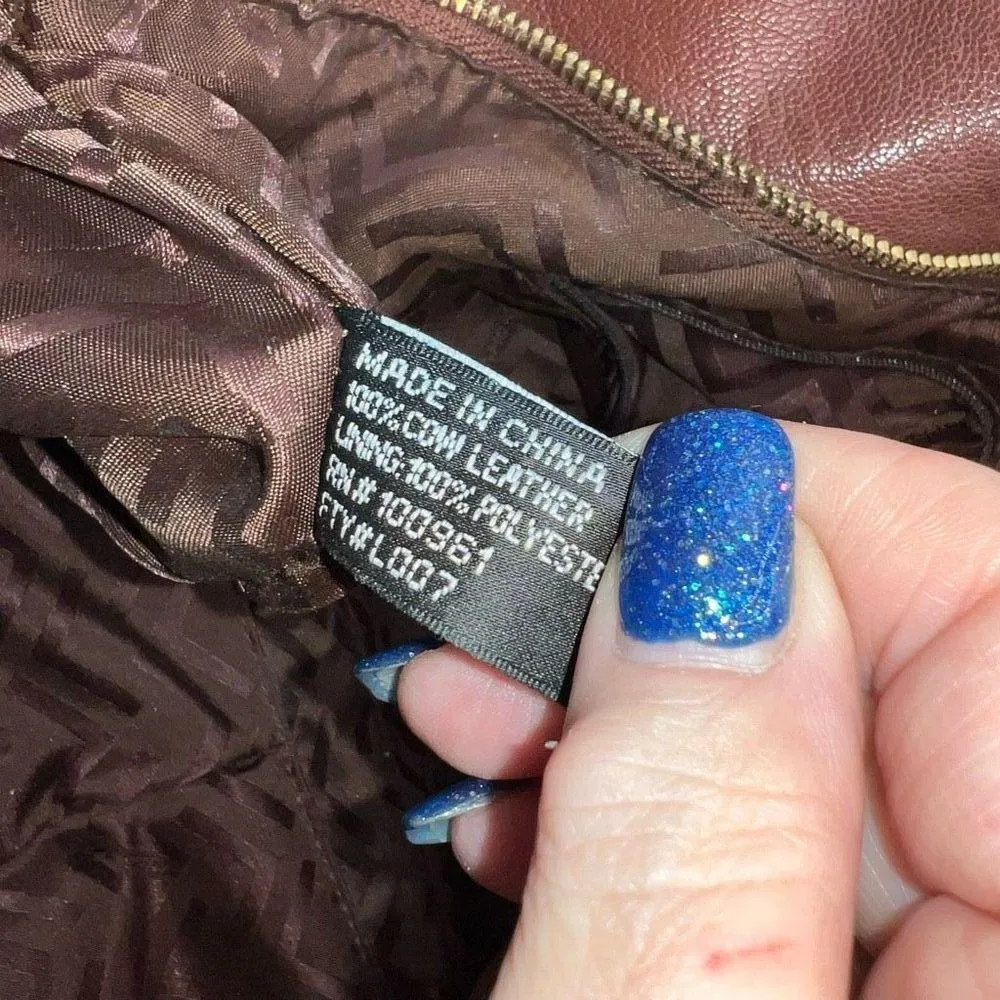 MADE IN CHINA
100% COW LEATHER
LINING:100% POLYESTE
RN# 100961
FTY#L007